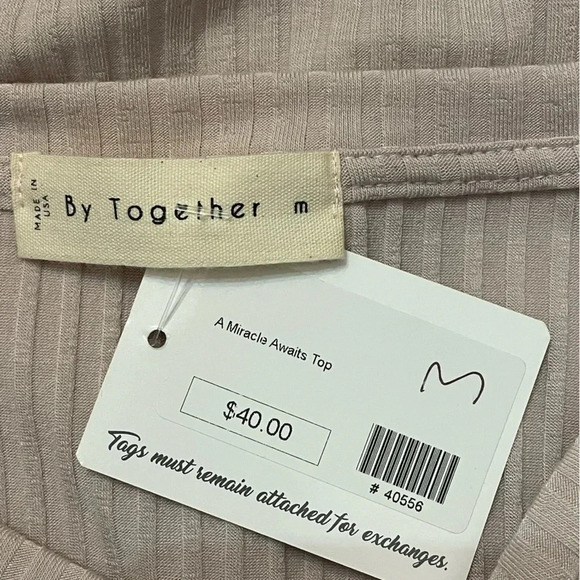 MADE IN
USA
By Together m
A Miracle Awaits Top
M
$40.00
# 40556
Tags must remain attached for exchanges.